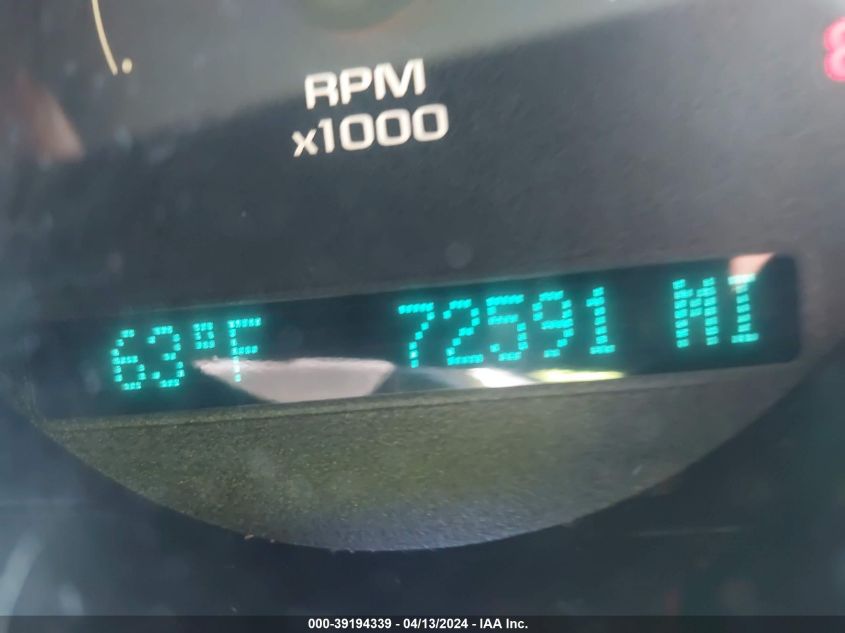 RPM
x1000
63°F 72591 MI
000-39194339 - 04/13/2024 - IAA Inc.